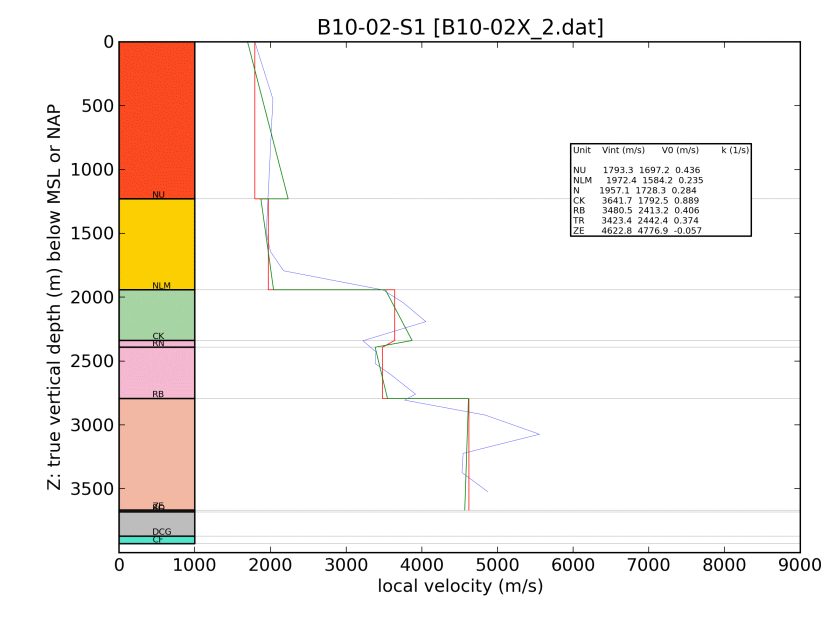 B10-02-S1 [B10-02X_2.dat]
0
500
1000
1500
2000
2500
3000
3500
Z: true vertical depth (m) below MSL or NAP
NU
NLM
CK
RN
RB
ZE
DCG
CF
Unit Vint (m/s) V0 (m/s) k (1/s)
NU 1793.3 1697.2 0.436
NLM 1972.4 1584.2 0.235
N 1957.1 1728.3 0.284
CK 3641.7 1792.5 0.889
RB 3480.5 2413.2 0.406
TR 3423.4 2442.4 0.374
ZE 4622.8 4776.9 -0.057
0 1000 2000 3000 4000 5000 6000 7000 8000 9000
local velocity (m/s)